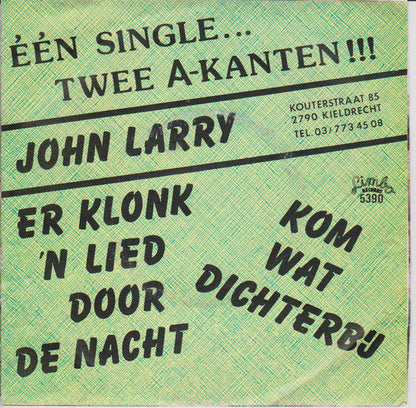 ÉÉN SINGLE...
TWEE A-KANTEN!!!
KOUTERSTRAAT 85
2790 KIELDRECHT
TEL. 03/773 45 08
JOHN LARRY
Limbo
RECORDS
5390
ER KLONK
'N LIED
DOOR
DE NACHT
KOM
WAT
DICHTERBIJ